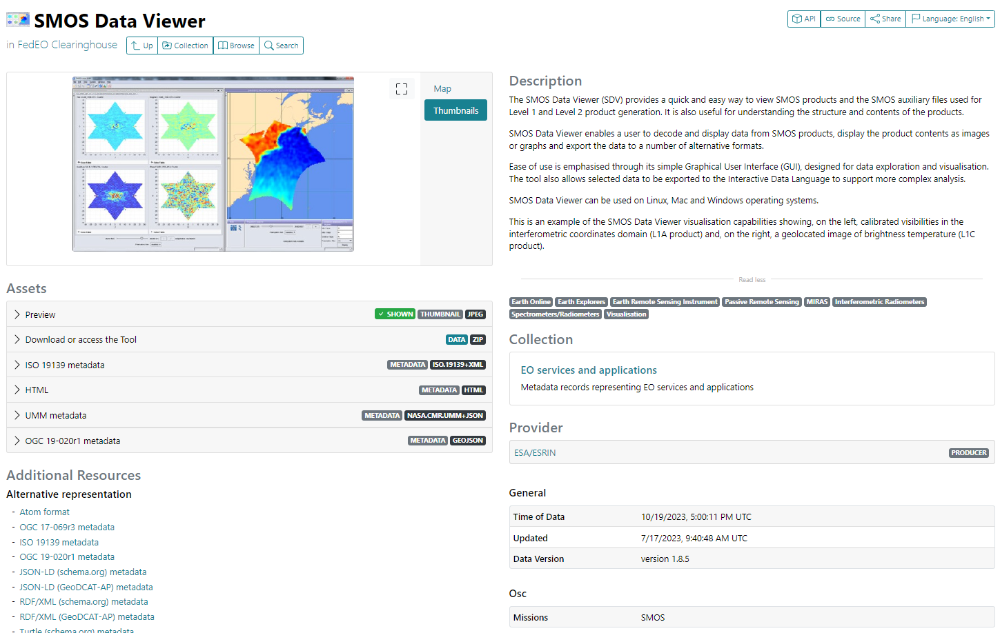 SMOS Data Viewer
API
Source
Share
Language: English
in FedEO Clearinghouse
Up
Collection
Browse
Search
Map
Thumbnails
Assets
Preview
SHOWN THUMBNAIL JPEG
Download or access the Tool
DATA ZIP
ISO 19139 metadata
METADATA ISO.19139+XML
HTML
METADATA HTML
UMM metadata
METADATA NASA.CMR.UMM+JSON
OGC 19-020r1 metadata
METADATA GEOJSON
Additional Resources
Alternative representation
- Atom format
- OGC 17-069r3 metadata
- ISO 19139 metadata
- OGC 19-020r1 metadata
- JSON-LD (schema.org) metadata
- JSON-LD (GeoDCAT-AP) metadata
- RDF/XML (schema.org) metadata
- RDF/XML (GeoDCAT-AP) metadata
- Turtle (schema.org) metadata
Description
The SMOS Data Viewer (SDV) provides a quick and easy way to view SMOS products and the SMOS auxiliary files used for
Level 1 and Level 2 product generation. It is also useful for understanding the structure and contents of the products.
SMOS Data Viewer enables a user to decode and display data from SMOS products, display the product contents as images
or graphs and export the data to a number of alternative formats.
Ease of use is emphasised through its simple Graphical User Interface (GUI), designed for data exploration and visualisation.
The tool also allows selected data to be exported to the Interactive Data Language to support more complex analysis.
SMOS Data Viewer can be used on Linux, Mac and Windows operating systems.
This is an example of the SMOS Data Viewer visualisation capabilities showing, on the left, calibrated visibilities in the
interferometric coordinates domain (L1A product) and, on the right, a geolocated image of brightness temperature (L1C
product).
Read less
Earth Online Earth Explorers Earth Remote Sensing Instrument Passive Remote Sensing MIRAS Interferometric Radiometers
Spectrometers/Radiometers Visualisation
Collection
EO services and applications
Metadata records representing EO services and applications
Provider
ESA/ESRIN
PRODUCER
General
Time of Data 10/19/2023, 5:00:11 PM UTC
Updated 7/17/2023, 9:40:48 AM UTC
Data Version version 1.8.5
Osc
Missions SMOS